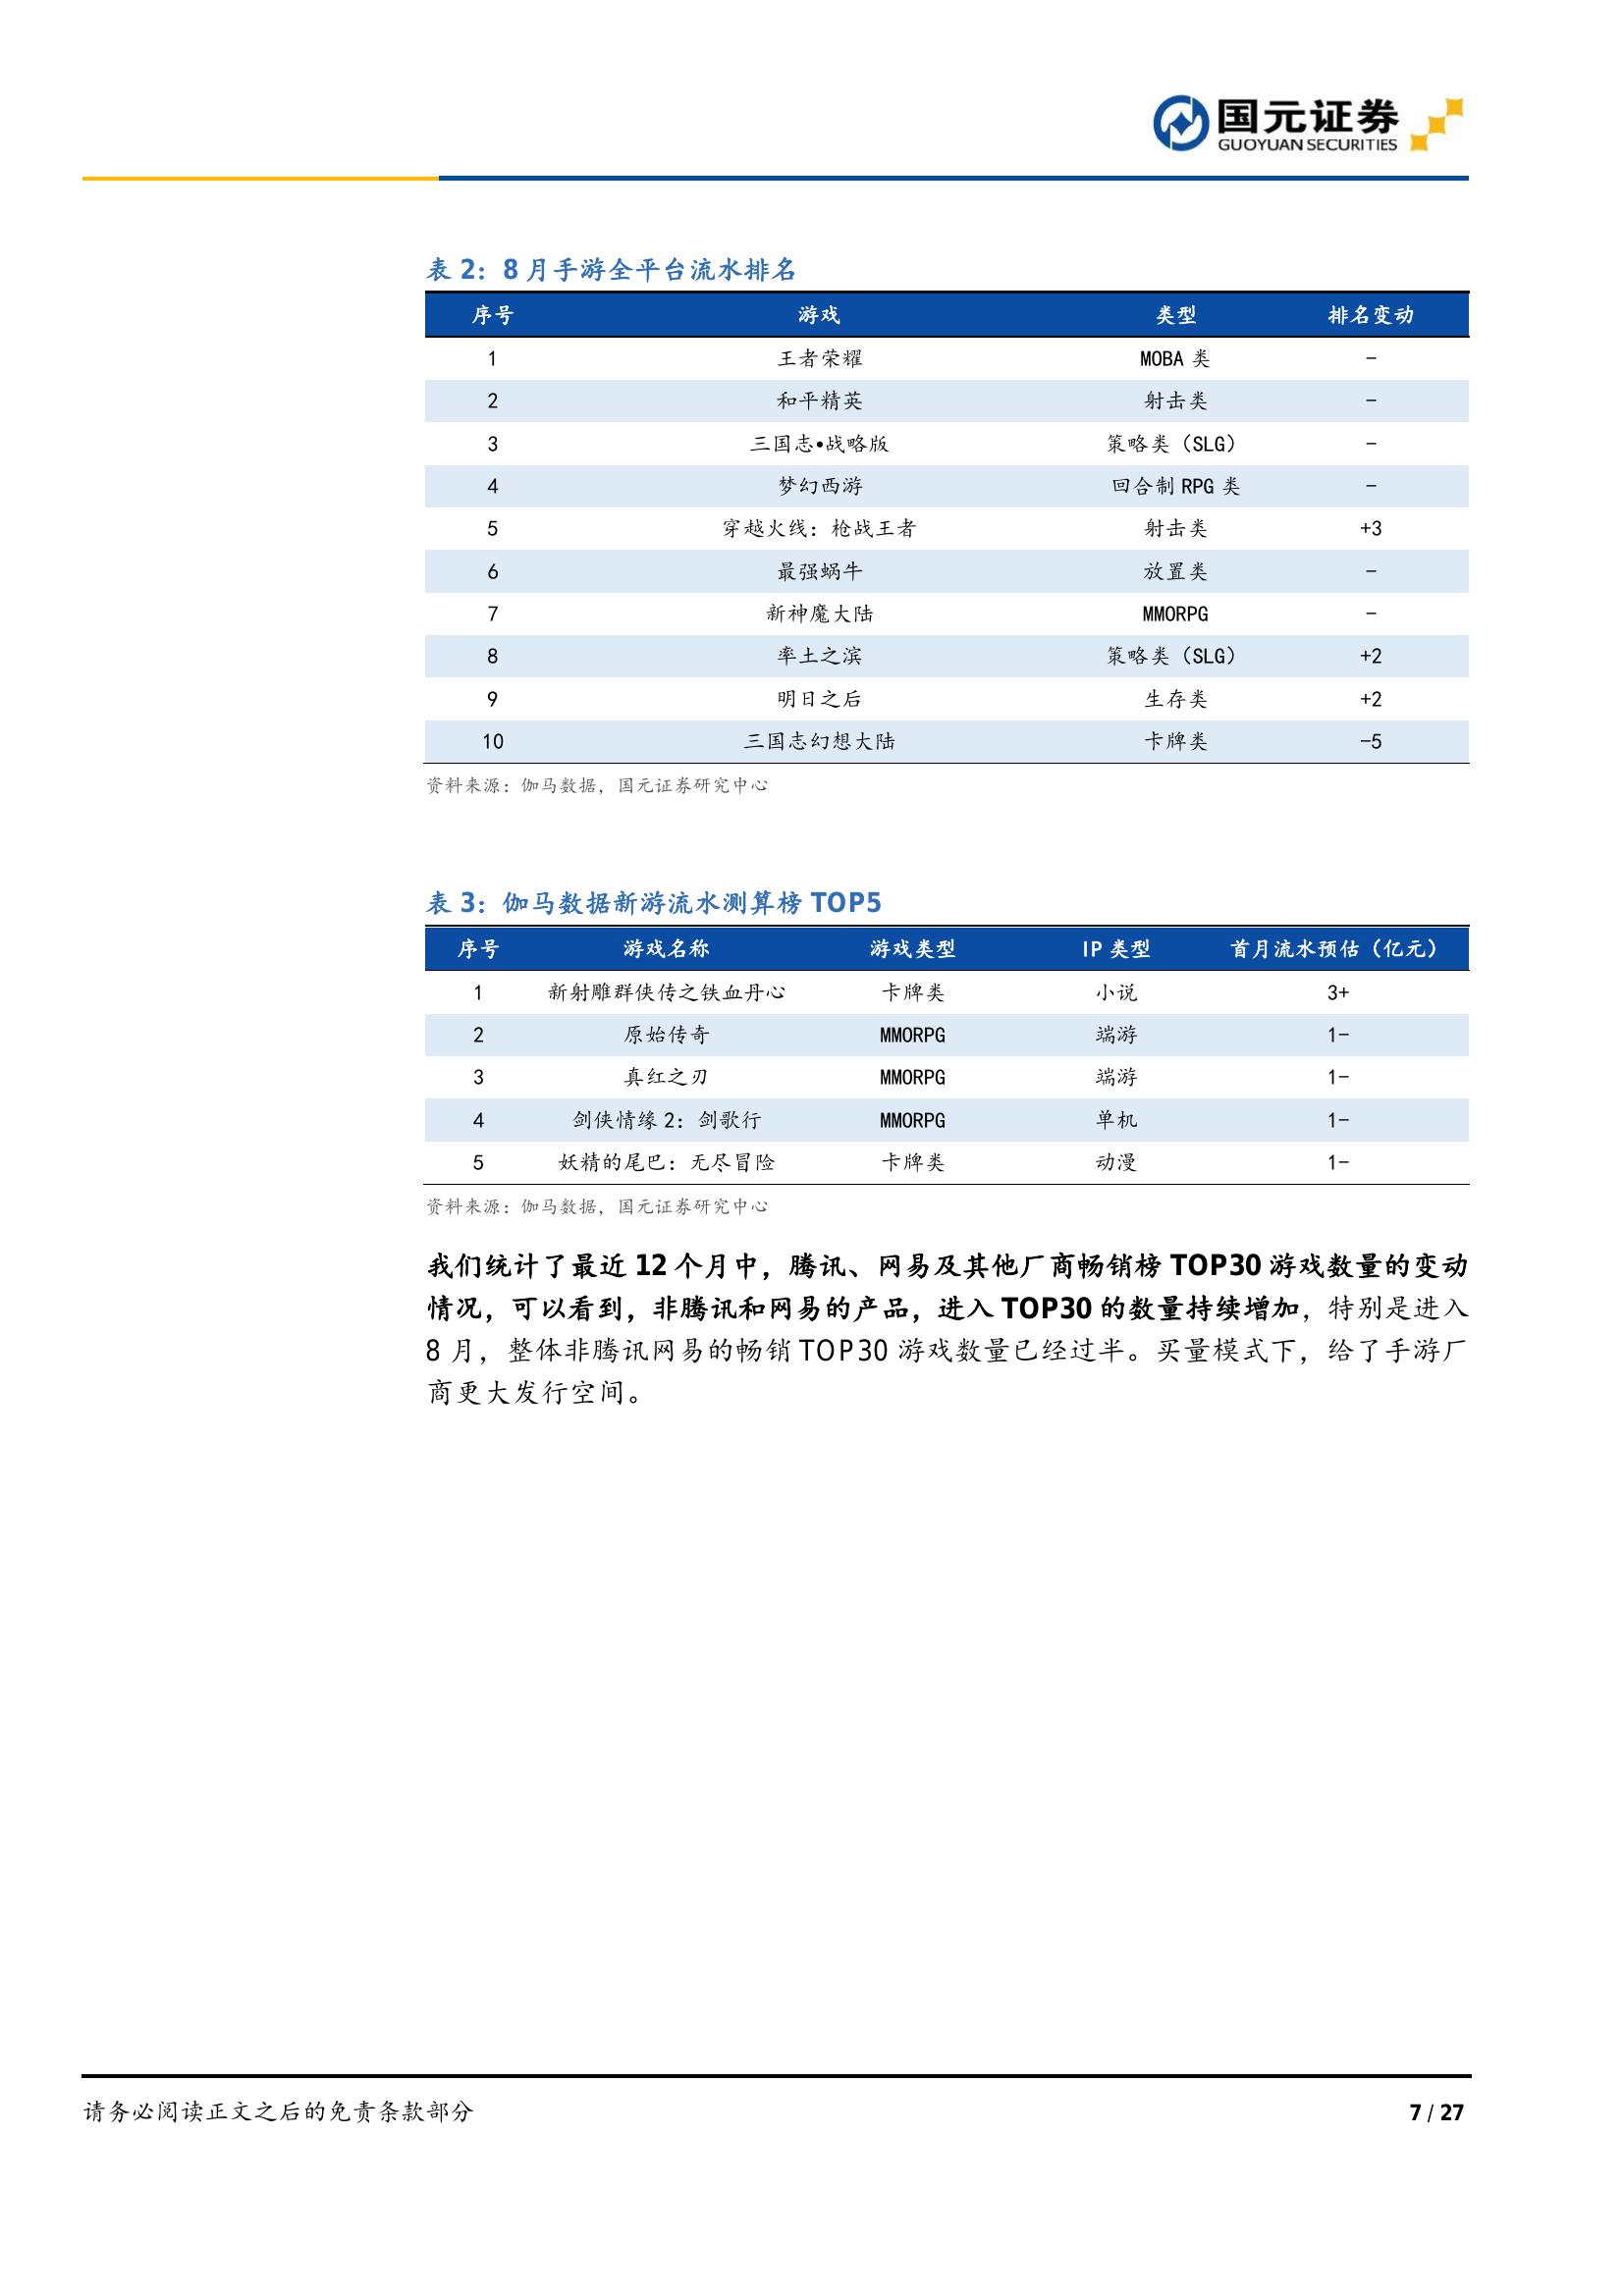 国元证券
GUOYUAN SECURITIES
表 2：8 月手游全平台流水排名
序号 游戏 类型 排名变动
1 王者荣耀 MOBA 类 -
2 和平精英 射击类 -
3 三国志•战略版 策略类（SLG） -
4 梦幻西游 回合制 RPG 类 -
5 穿越火线：枪战王者 射击类 +3
6 最强蜗牛 放置类 -
7 新神魔大陆 MMORPG -
8 率土之滨 策略类（SLG） +2
9 明日之后 生存类 +2
10 三国志幻想大陆 卡牌类 -5
资料来源：伽马数据，国元证券研究中心
表 3：伽马数据新游流水测算榜 TOP5
序号 游戏名称 游戏类型 IP 类型 首月流水预估（亿元）
1 新射雕群侠传之铁血丹心 卡牌类 小说 3+
2 原始传奇 MMORPG 端游 1-
3 真红之刃 MMORPG 端游 1-
4 剑侠情缘 2：剑歌行 MMORPG 单机 1-
5 妖精的尾巴：无尽冒险 卡牌类 动漫 1-
资料来源：伽马数据，国元证券研究中心
我们统计了最近 12 个月中，腾讯、网易及其他厂商畅销榜 TOP30 游戏数量的变动
情况，可以看到，非腾讯和网易的产品，进入 TOP30 的数量持续增加，特别是进入
8 月，整体非腾讯网易的畅销 TOP30 游戏数量已经过半。买量模式下，给了手游厂
商更大发行空间。
请务必阅读正文之后的免责条款部分 7 / 27